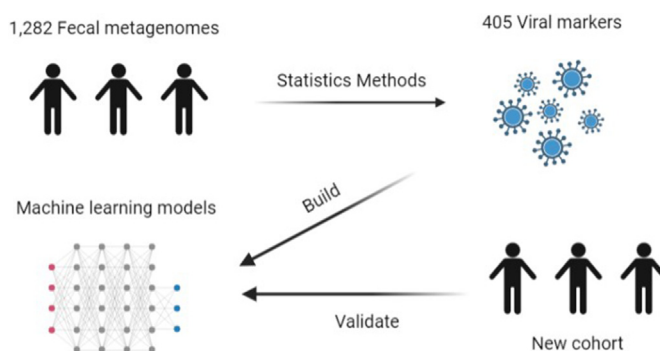 1,282 Fecal metagenomes
405 Viral markers
Statistics Methods
Build
Machine learning models
Validate
New cohort